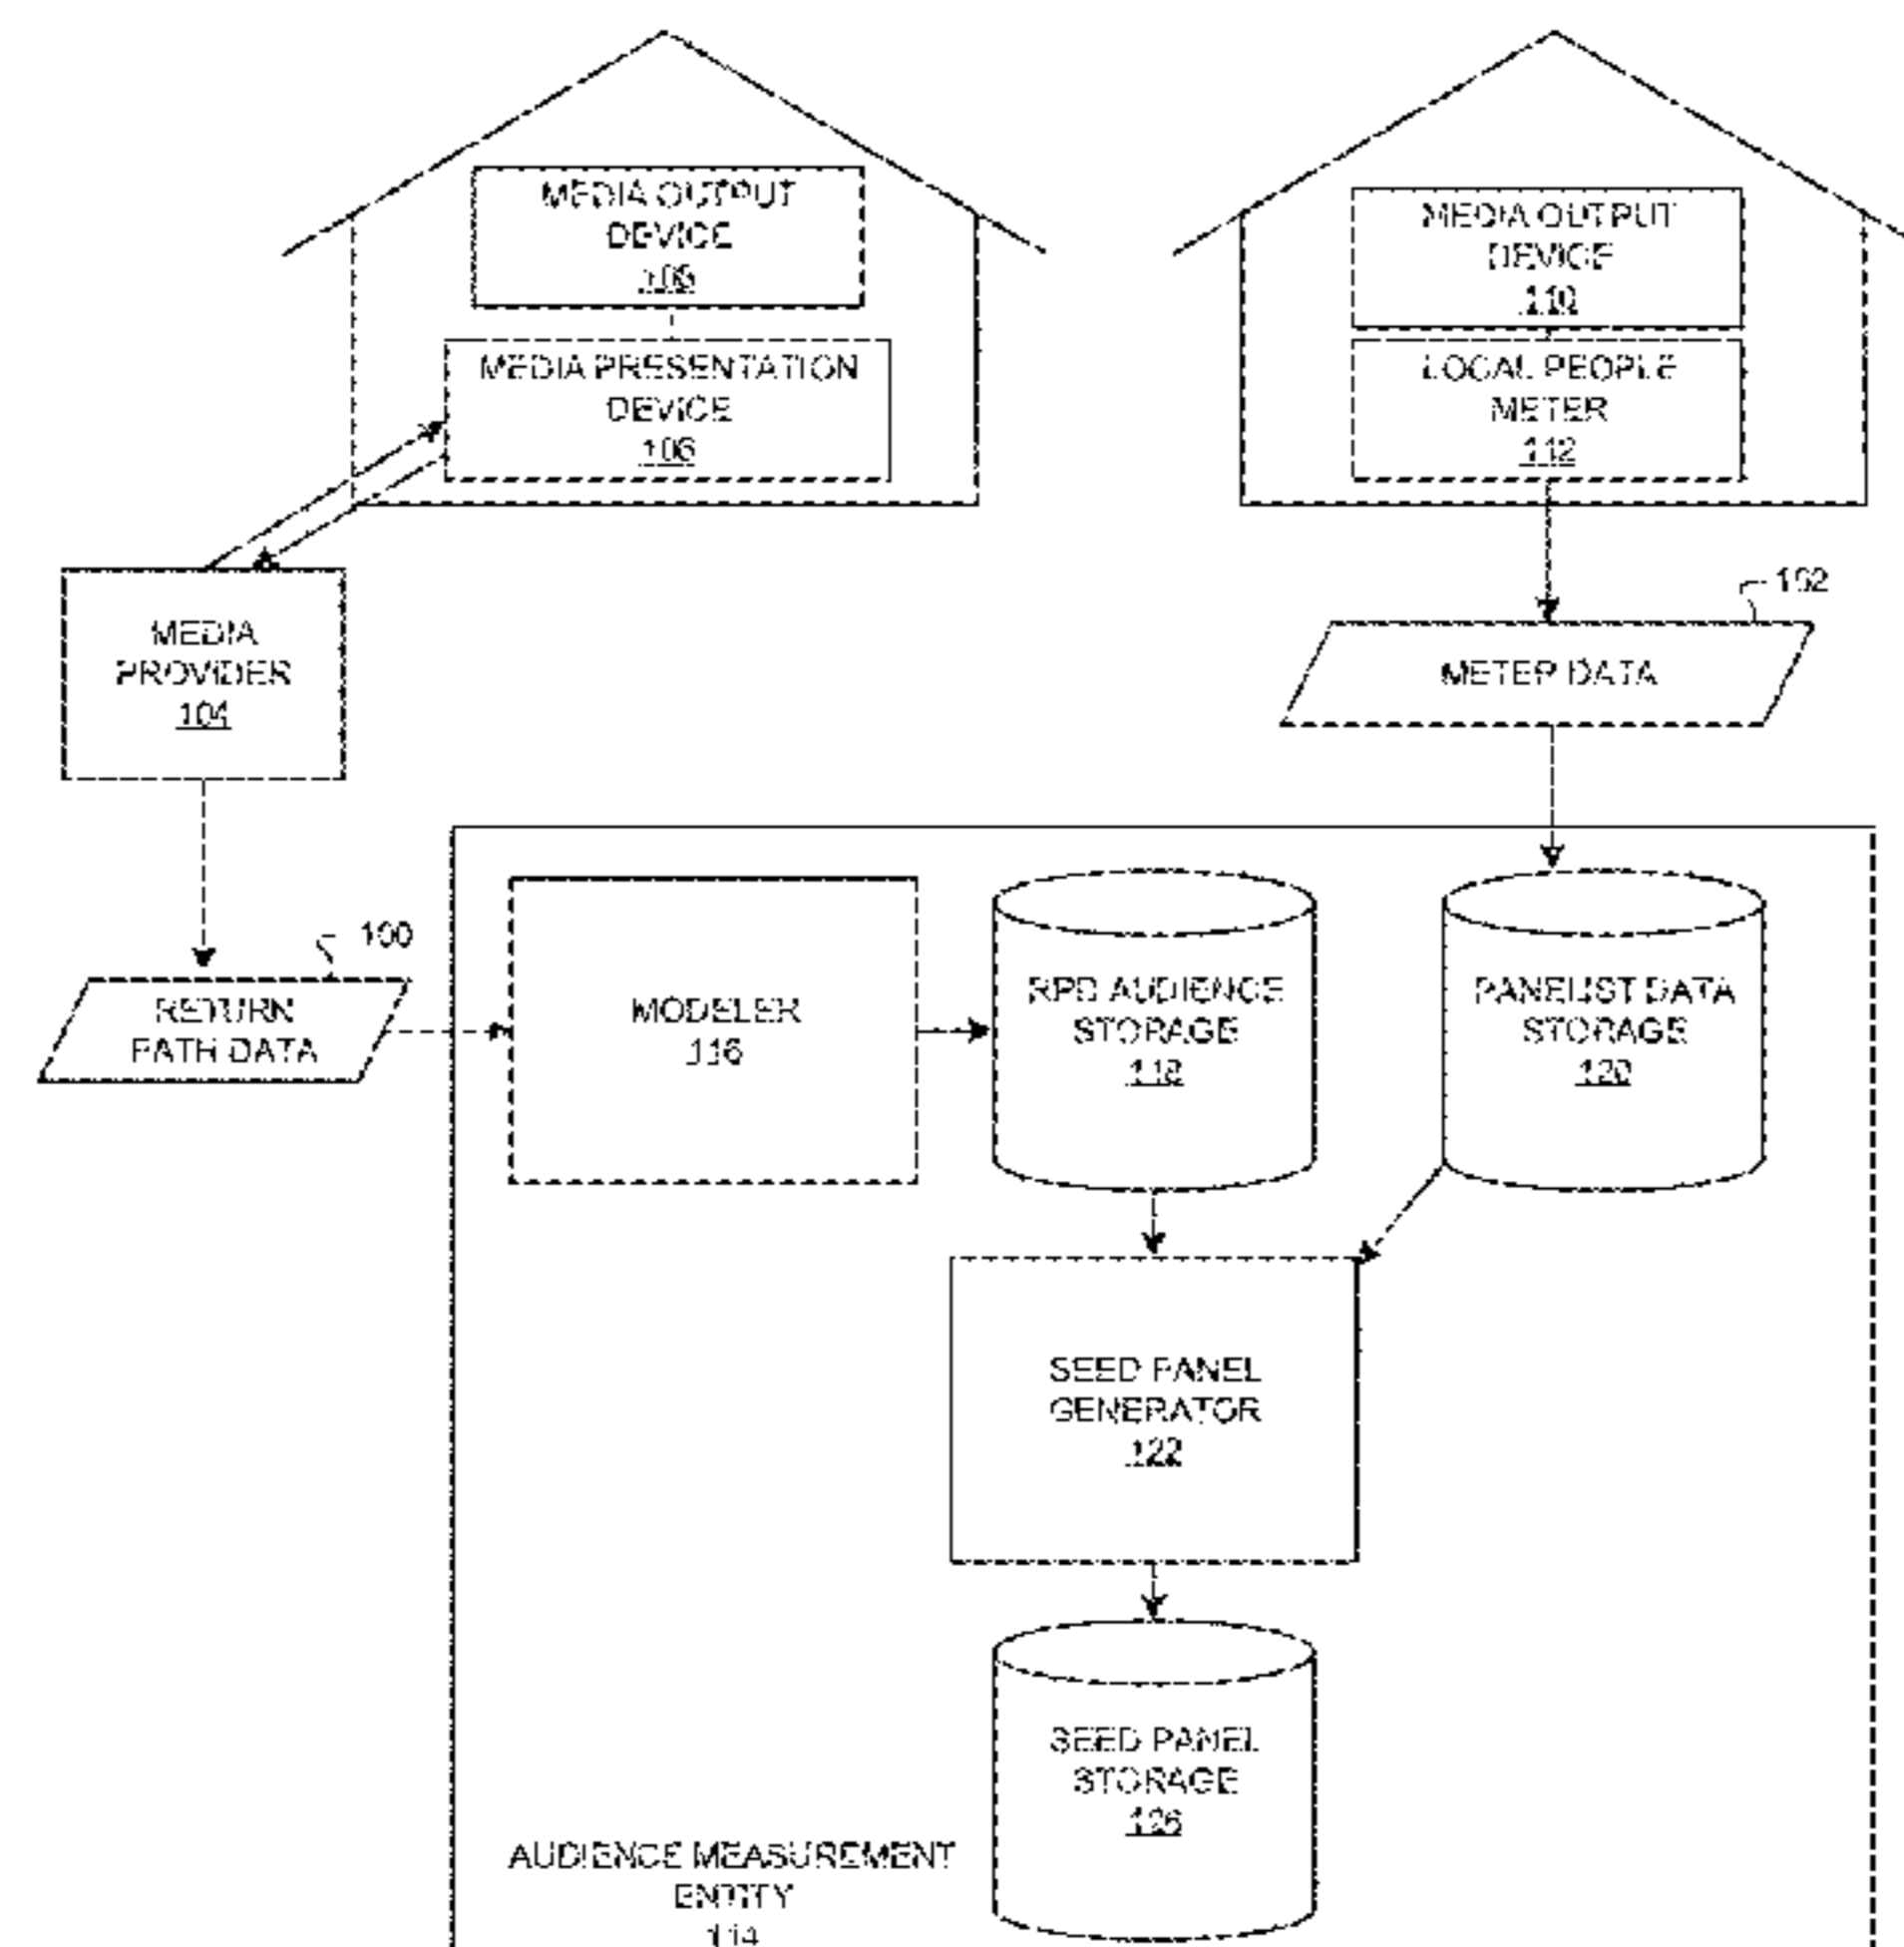 MEDIA OUTPUT
DEVICE
MEDIA PRESENTATION
DEVICE
106
MEDIA OUTPUT
DEVICE
110
LOCAL PEOPLE
METER
112
MEDIA
PROVIDER
104
102
METER DATA
100
RETURN
PATH DATA
MODELER
116
RPD AUDIENCE
STORAGE
118
PANELIST DATA
STORAGE
120
SEED PANEL
GENERATOR
122
SEED PANEL
STORAGE
126
AUDIENCE MEASUREMENT
ENTITY
114